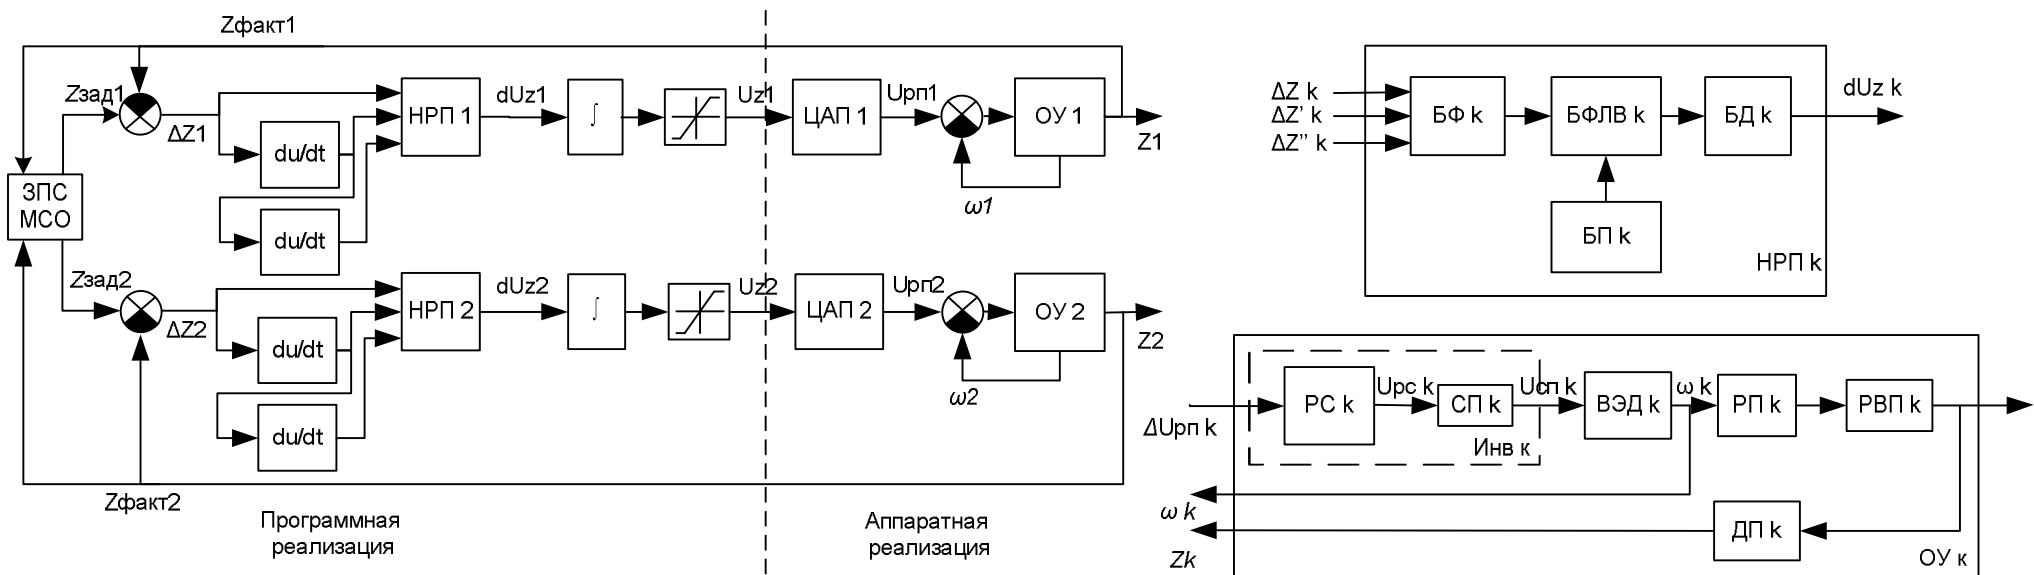 Zфакт1
Zзад1
ΔZ1
du/dt
du/dt
НРП 1
dUz1
∫
Uz1
ЦАП 1
Uрп1
ОУ 1
Z1
ω1
ЗПС
МСО
Zзад2
ΔZ2
du/dt
du/dt
НРП 2
dUz2
∫
Uz2
ЦАП 2
Uрп2
ОУ 2
Z2
ω2
Zфакт2
Программная
реализация
Аппаратная
реализация
ΔZ k
ΔZ' k
ΔZ'' k
БФ k
БФЛВ k
БД k
dUz k
БП k
НРП k
ΔUрп k
РС k
Uрс k
СП k
Uсп k
Инв к
ВЭД k
ω k
РП k
РВП k
ω k
Zk
ДП k
ОУ к